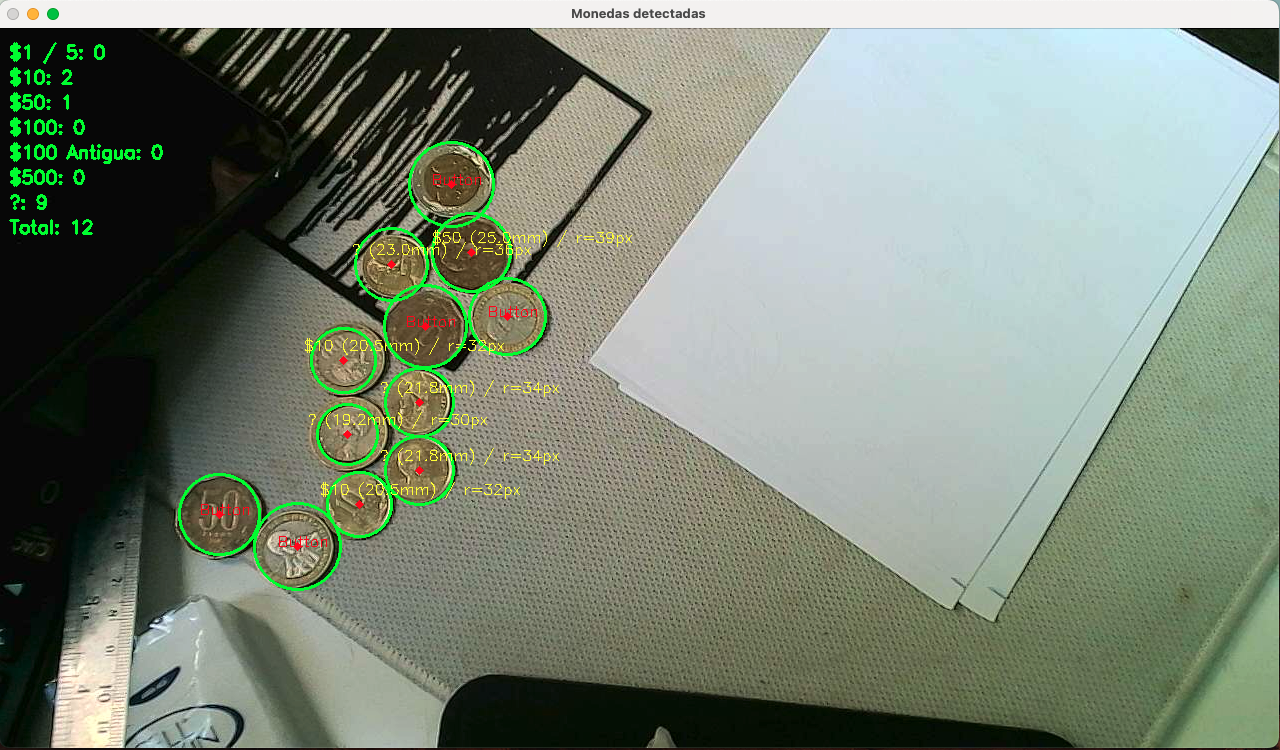 Monedas detectadas
$1 / 5: 0
$10: 2
$50: 1
$100: 0
$100 Antigua: 0
$500: 0
?: 9
Total: 12
Button
$50 (25.0mm) / r=39px
? (23.0mm) / r=36px
Button
Button
$10 (20.5mm) / r=32px
? (21.8mm) / r=34px
? (19.2mm) / r=30px
? (21.8mm) / r=34px
$10 (20.5mm) / r=32px
50
Button
Button